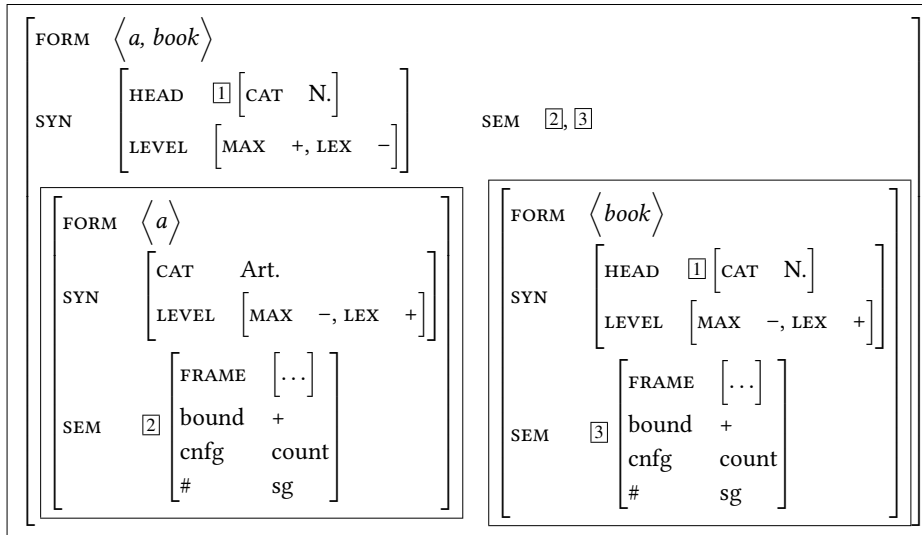 FORM ⟨a, book⟩
SYN [HEAD 1 [CAT N.]
LEVEL [MAX +, LEX −]]
SEM 2, 3
FORM ⟨a⟩
SYN [CAT Art.
LEVEL [MAX −, LEX +]]
SEM 2 [FRAME [...]
bound +
cnfg count
# sg]
FORM ⟨book⟩
SYN [HEAD 1 [CAT N.]
LEVEL [MAX −, LEX +]]
SEM 3 [FRAME [...]
bound +
cnfg count
# sg]